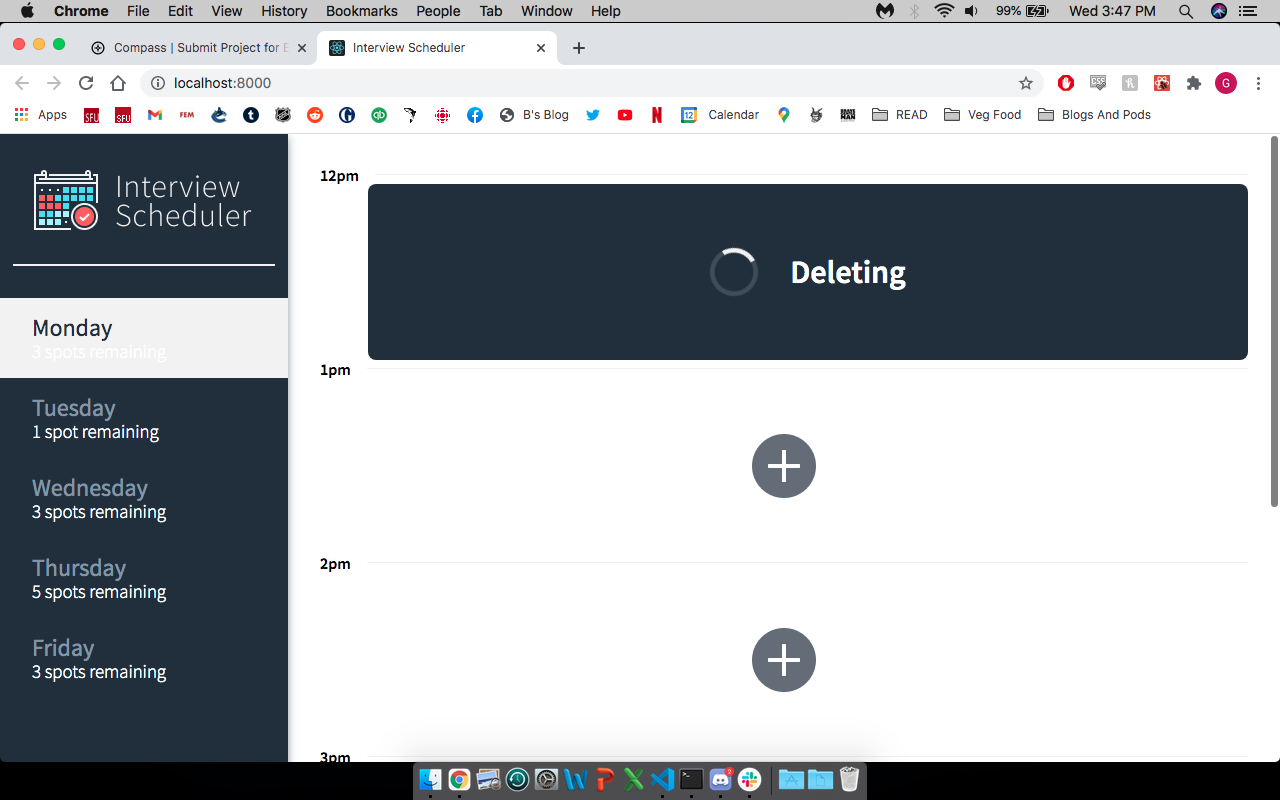 Chrome File Edit View History Bookmarks People Tab Window Help 99% Wed 3:47 PM
Compass | Submit Project for E Interview Scheduler
localhost:8000 G
Apps SFU SFU FEM B's Blog 12 Calendar READ Veg Food Blogs And Pods
Interview
Scheduler
Monday
3 spots remaining
Tuesday
1 spot remaining
Wednesday
3 spots remaining
Thursday
5 spots remaining
Friday
3 spots remaining
12pm
Deleting
1pm
2pm
3pm